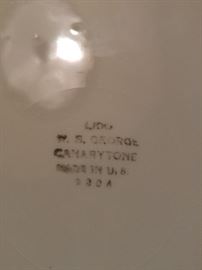 LIDO
W. S. GEORGE
CANARYTONE
MADE IN U. S.